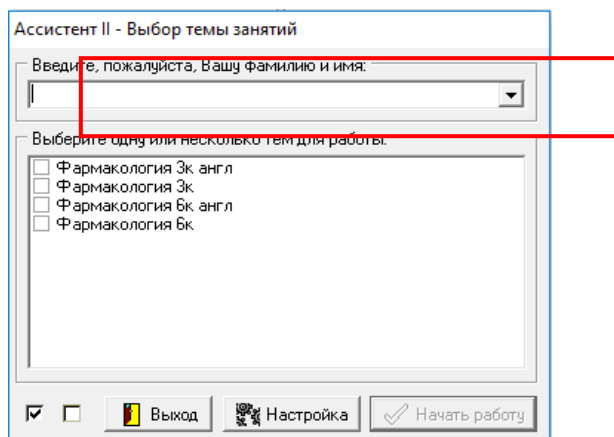 Ассистент II - Выбор темы занятий
Введите, пожалуйста, Вашу фамилию и имя:
Выберите одну или несколько тем для работы:
Фармакология 3к англ
Фармакология 3к
Фармакология 6к англ
Фармакология 6к
Выход Настройка Начать работу